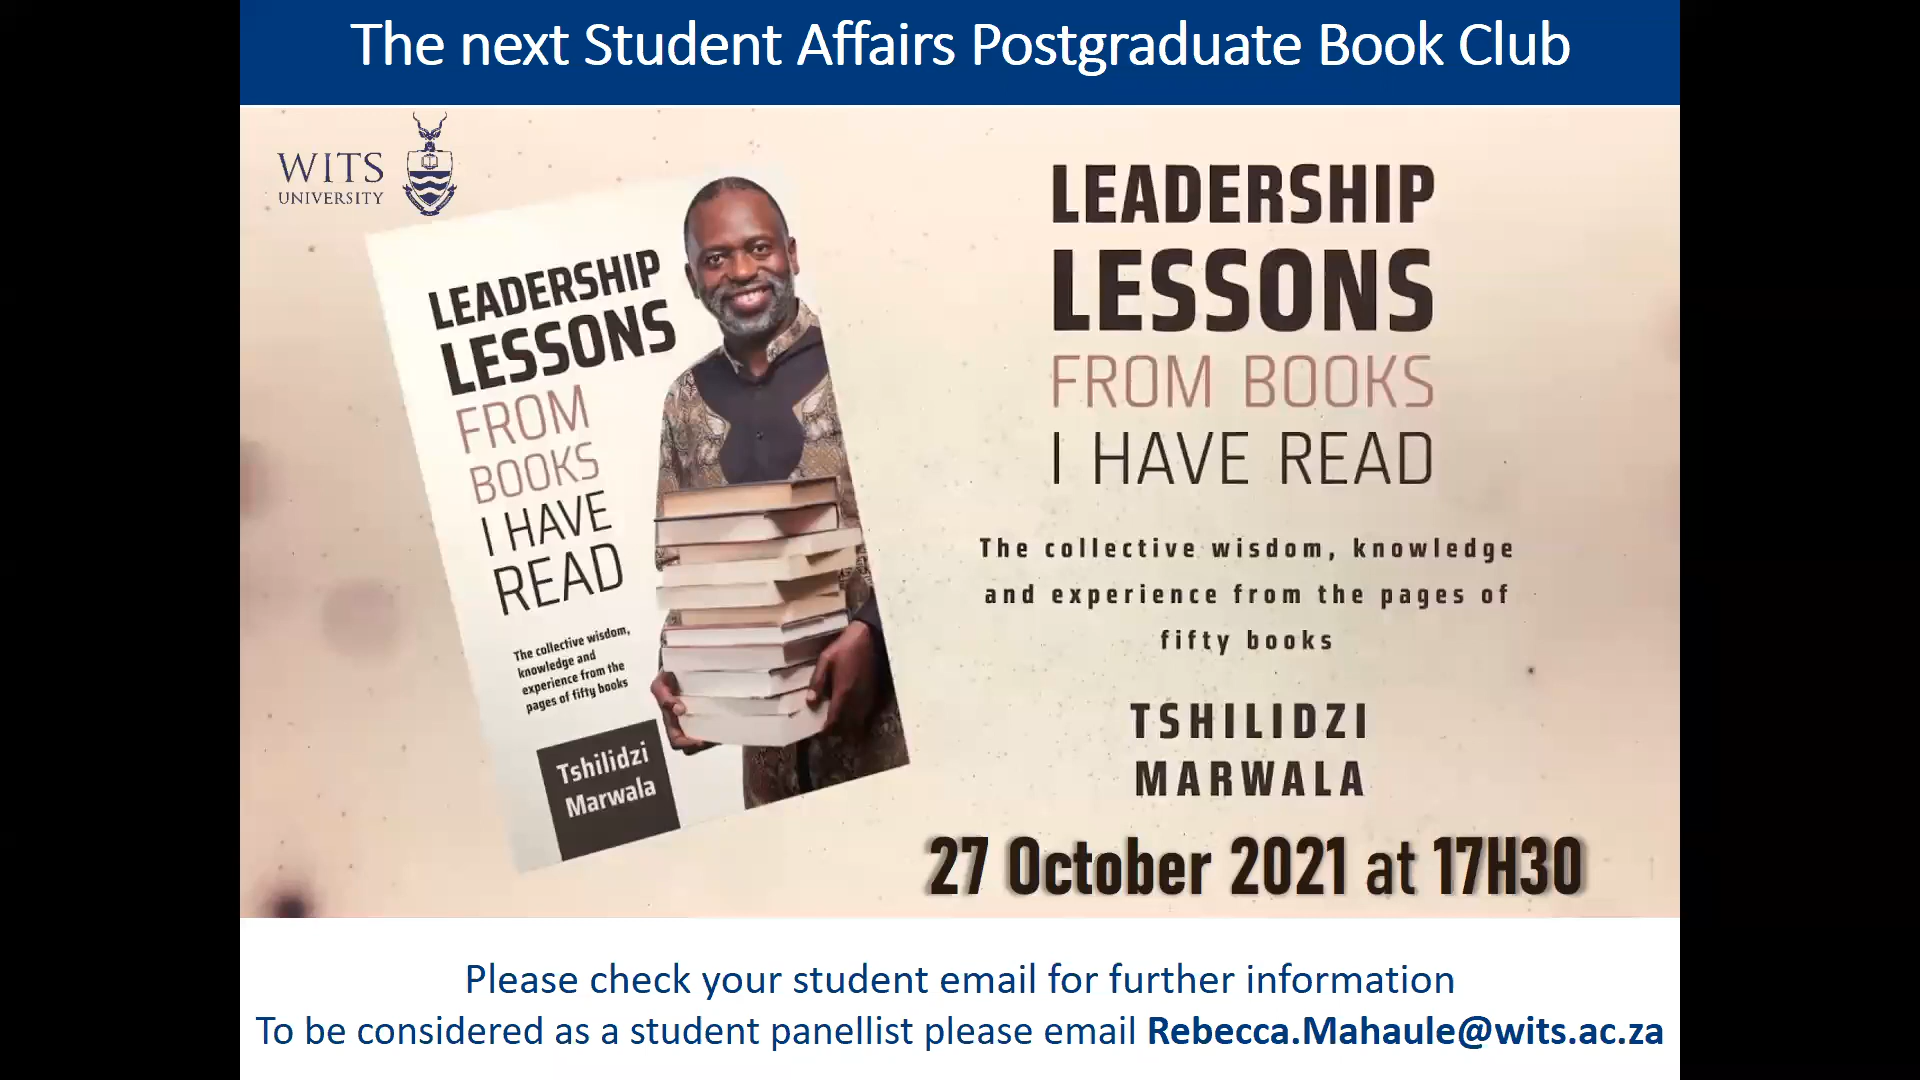 The next Student Affairs Postgraduate Book Club
WITS
UNIVERSITY
LEADERSHIP
LESSONS
FROM
BOOKS
I HAVE
READ
The collective wisdom,
knowledge and
experience from the
pages of fifty books
Tshilidzi
Marwala
LEADERSHIP
LESSONS
FROM BOOKS
I HAVE READ
The collective wisdom, knowledge
and experience from the pages of
fifty books
TSHILIDZI
MARWALA
27 October 2021 at 17H30
Please check your student email for further information
To be considered as a student panellist please email Rebecca.Mahaule@wits.ac.za